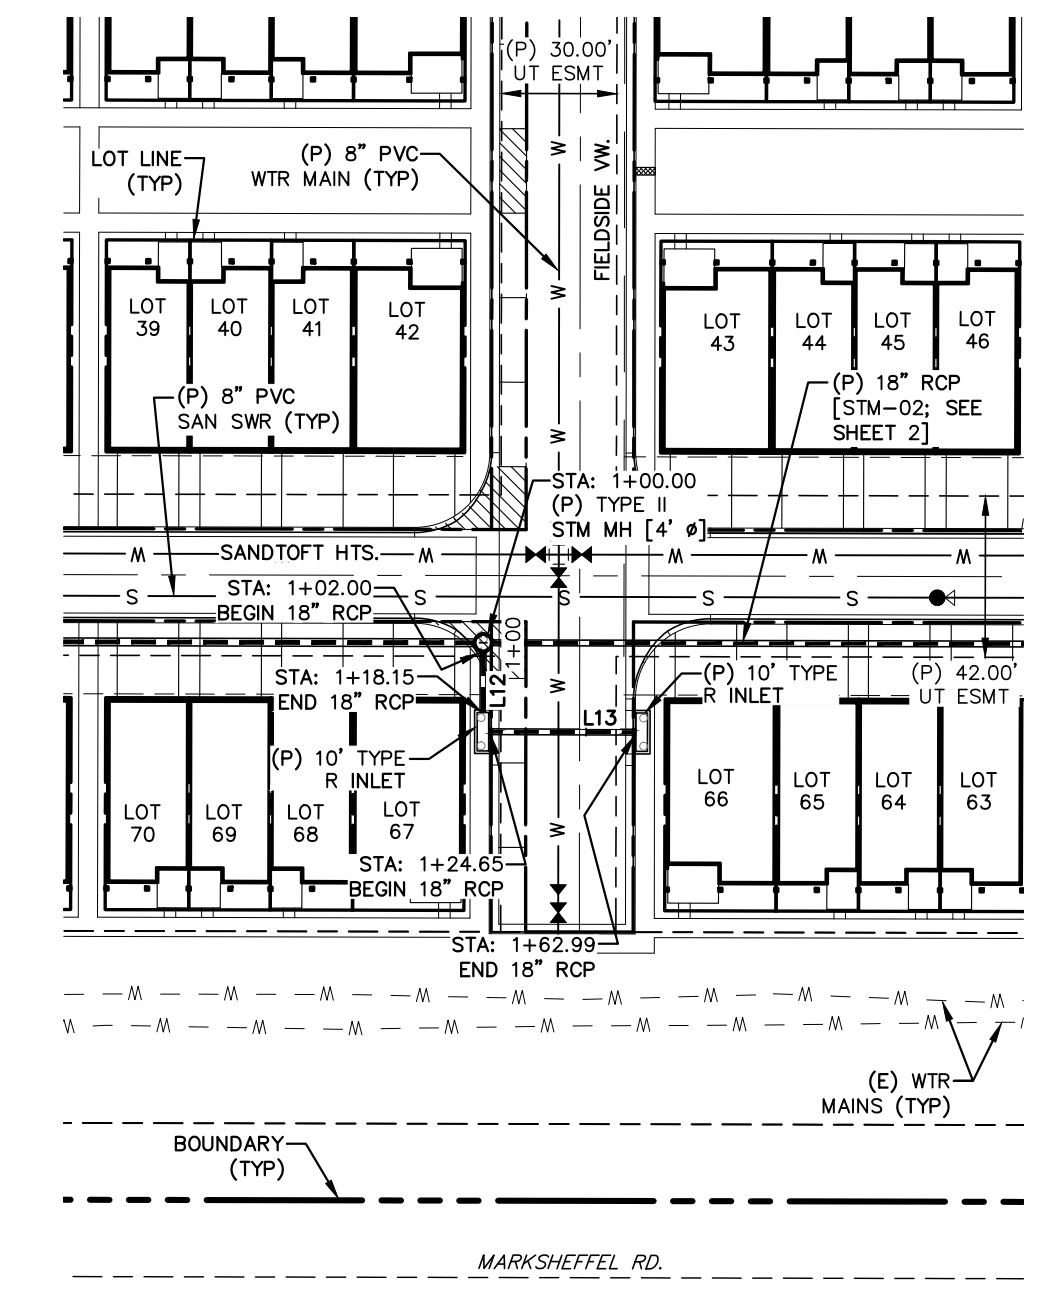 (P) 30.00'
UT ESMT
LOT LINE
(TYP)
(P) 8" PVC
WTR MAIN (TYP)
FIELDSIDE VW.
W
W
W
LOT
39
LOT
40
LOT
41
LOT
42
LOT
43
LOT
44
LOT
45
LOT
46
(P) 8" PVC
SAN SWR (TYP)
(P) 18" RCP
[STM-02; SEE
SHEET 2]
STA: 1+00.00
(P) TYPE II
STM MH [4' ø]
W
SANDTOFT HTS.
W
W
W
W
STA: 1+02.00
BEGIN 18" RCP
S
S
S
S
S
1+00
STA: 1+18.15
END 18" RCP
L12
W
(P) 10' TYPE
R INLET
(P) 42.00'
UT ESMT
L13
(P) 10' TYPE
R INLET
LOT
70
LOT
69
LOT
68
LOT
67
W
LOT
66
LOT
65
LOT
64
LOT
63
STA: 1+24.65
BEGIN 18" RCP
STA: 1+62.99
END 18" RCP
W W W W W W W W W W
W W W W W W W W W W
(E) WTR
MAINS (TYP)
BOUNDARY
(TYP)
MARKSHEFFEL RD.